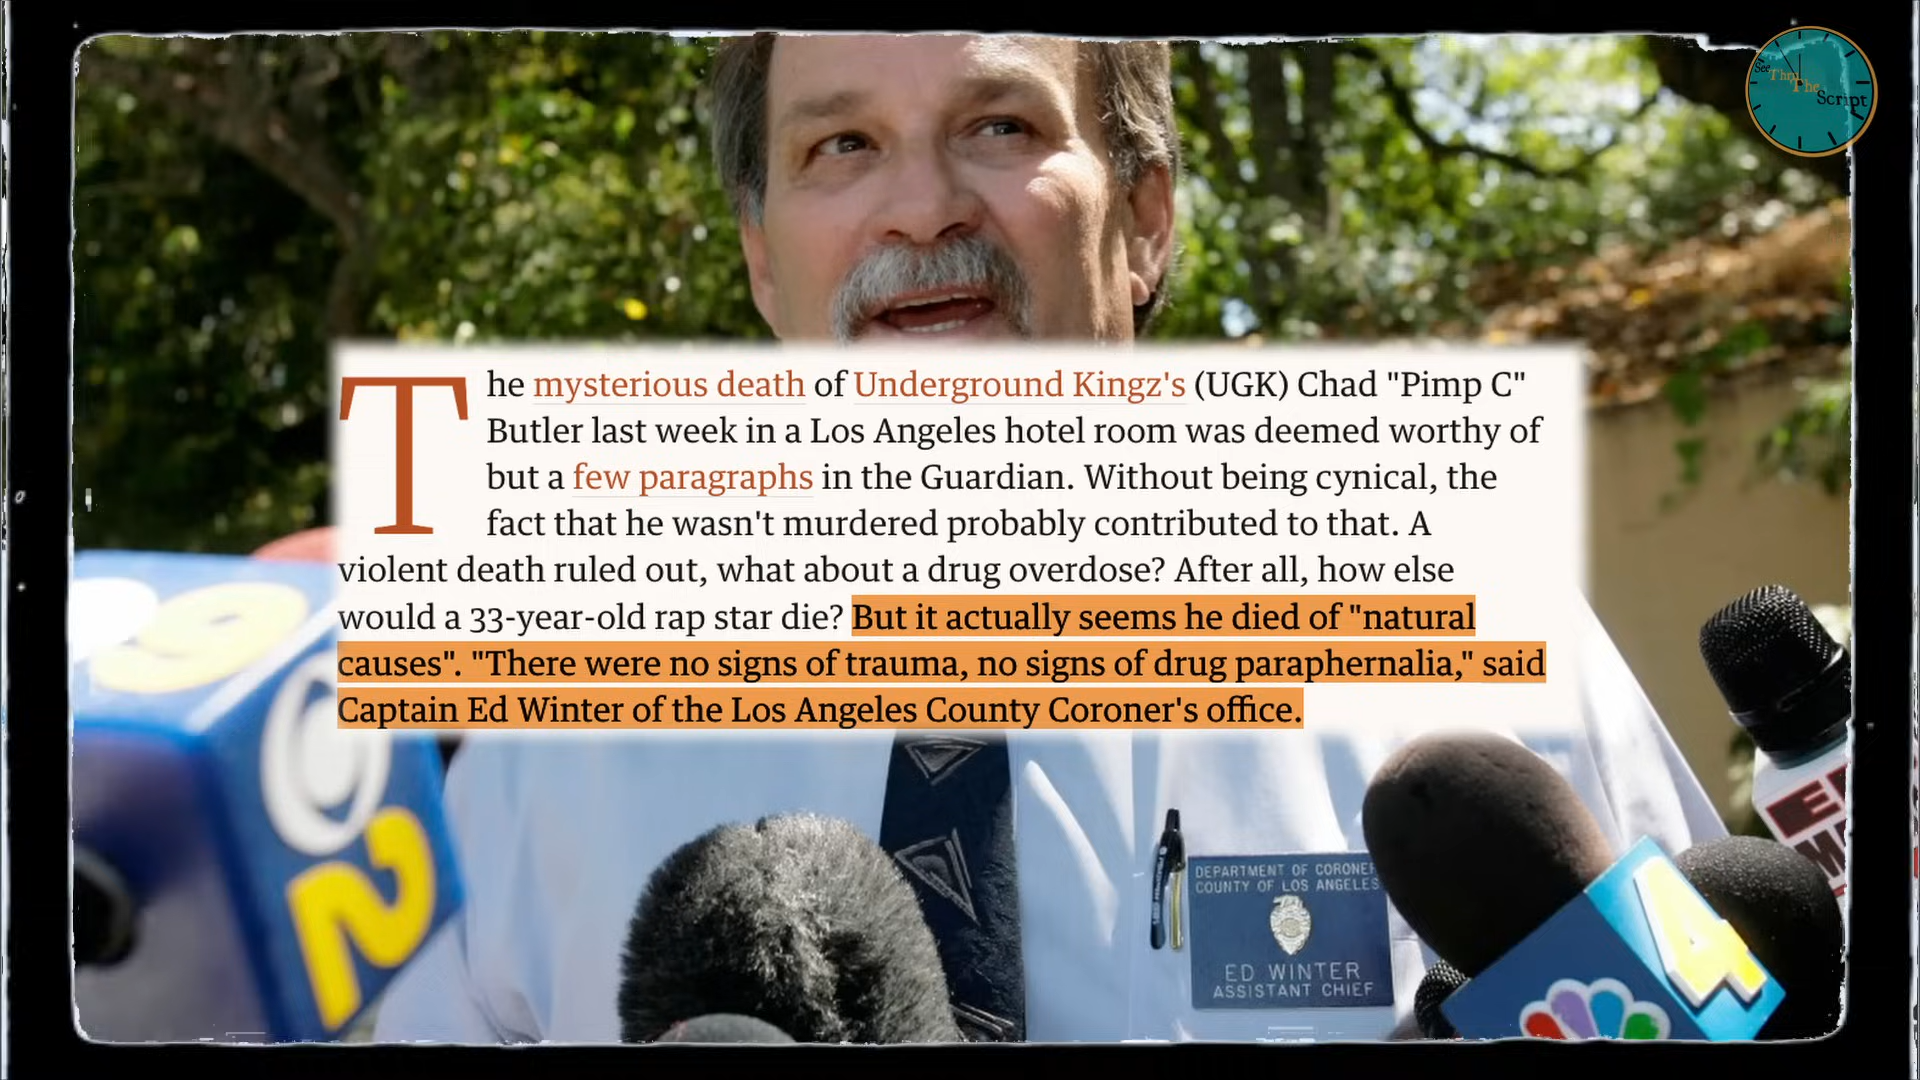 See
Thru
The
Script
The mysterious death of Underground Kingz's (UGK) Chad "Pimp C"
Butler last week in a Los Angeles hotel room was deemed worthy of
but a few paragraphs in the Guardian. Without being cynical, the
fact that he wasn't murdered probably contributed to that. A
violent death ruled out, what about a drug overdose? After all, how else
would a 33-year-old rap star die? But it actually seems he died of "natural
causes". "There were no signs of trauma, no signs of drug paraphernalia," said
Captain Ed Winter of the Los Angeles County Coroner's office.
9
2
DEPARTMENT OF CORONER
COUNTY OF LOS ANGELES
ED WINTER
ASSISTANT CHIEF
4